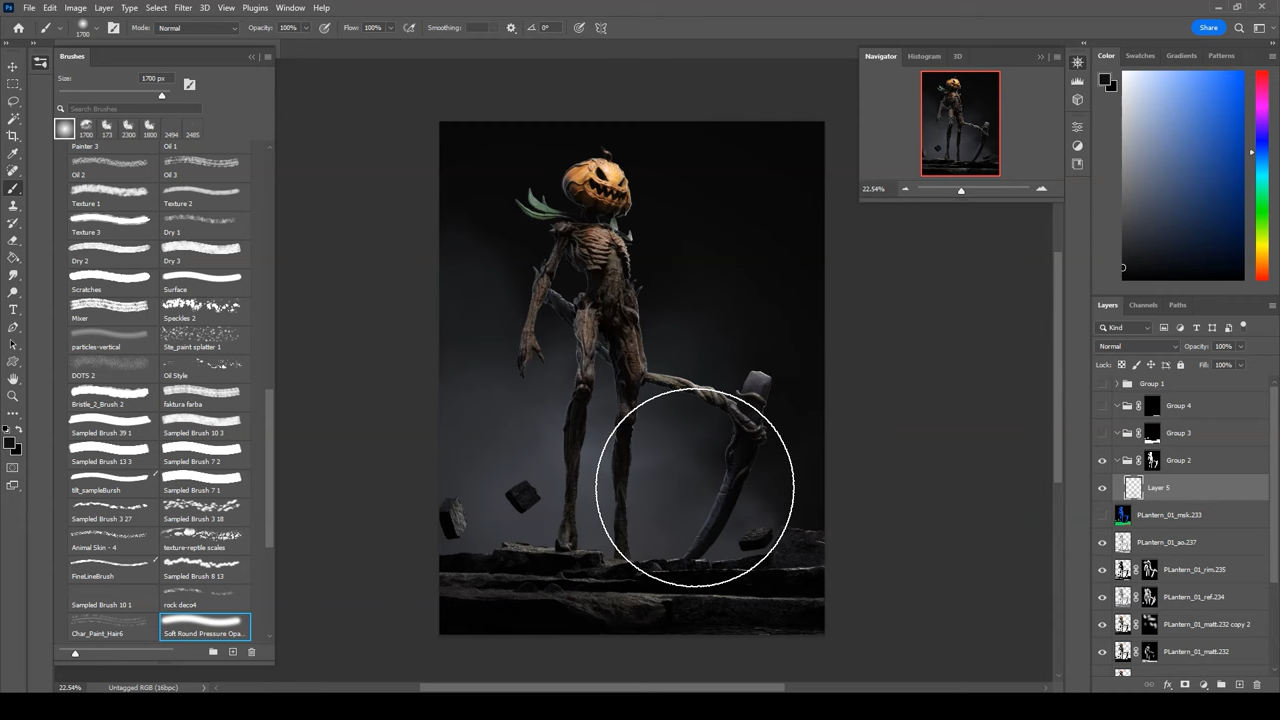 Ps File Edit Image Layer Type Select Filter 3D View Plugins Window Help
1700 Mode: Normal Opacity: 100% Flow: 100% Smoothing: 0° Share
Brushes
Size: 1700 px
Search Brushes
1700 173 2300 1800 2494 2485
Painter 3 Oil 1
Oil 2 Oil 3
Texture 1 Texture 2
Texture 3 Dry 1
Dry 2 Dry 3
Scratches Surface
Mixer Speckles 2
particles-vertical Ste_paint splatter 1
DOTS 2 Oil Style
Bristle_2_Brush 2 faktura farba
Sampled Brush 39 1 Sampled Brush 10 3
Sampled Brush 13 3 Sampled Brush 7 2
tilt_sampleBursh Sampled Brush 7 1
Sampled Brush 3 27 Sampled Brush 3 18
Animal Skin - 4 texture-reptile scales
FineLineBrush Sampled Brush 8 13
Sampled Brush 10 1 rock deco4
Char_Paint_Hair6 Soft Round Pressure Opa...
22.54% Untagged RGB (16bpc)
Navigator Histogram 3D
22.54%
Color Swatches Gradients Patterns
Layers Channels Paths
Kind
Normal Opacity: 100%
Lock: Fill: 100%
Group 1
Group 4
Group 3
Group 2
Layer 5
PLantern_01_msk.233
PLantern_01_ao.237
PLantern_01_rim.235
PLantern_01_ref.234
PLantern_01_matt.232 copy 2
PLantern_01_matt.232
fx